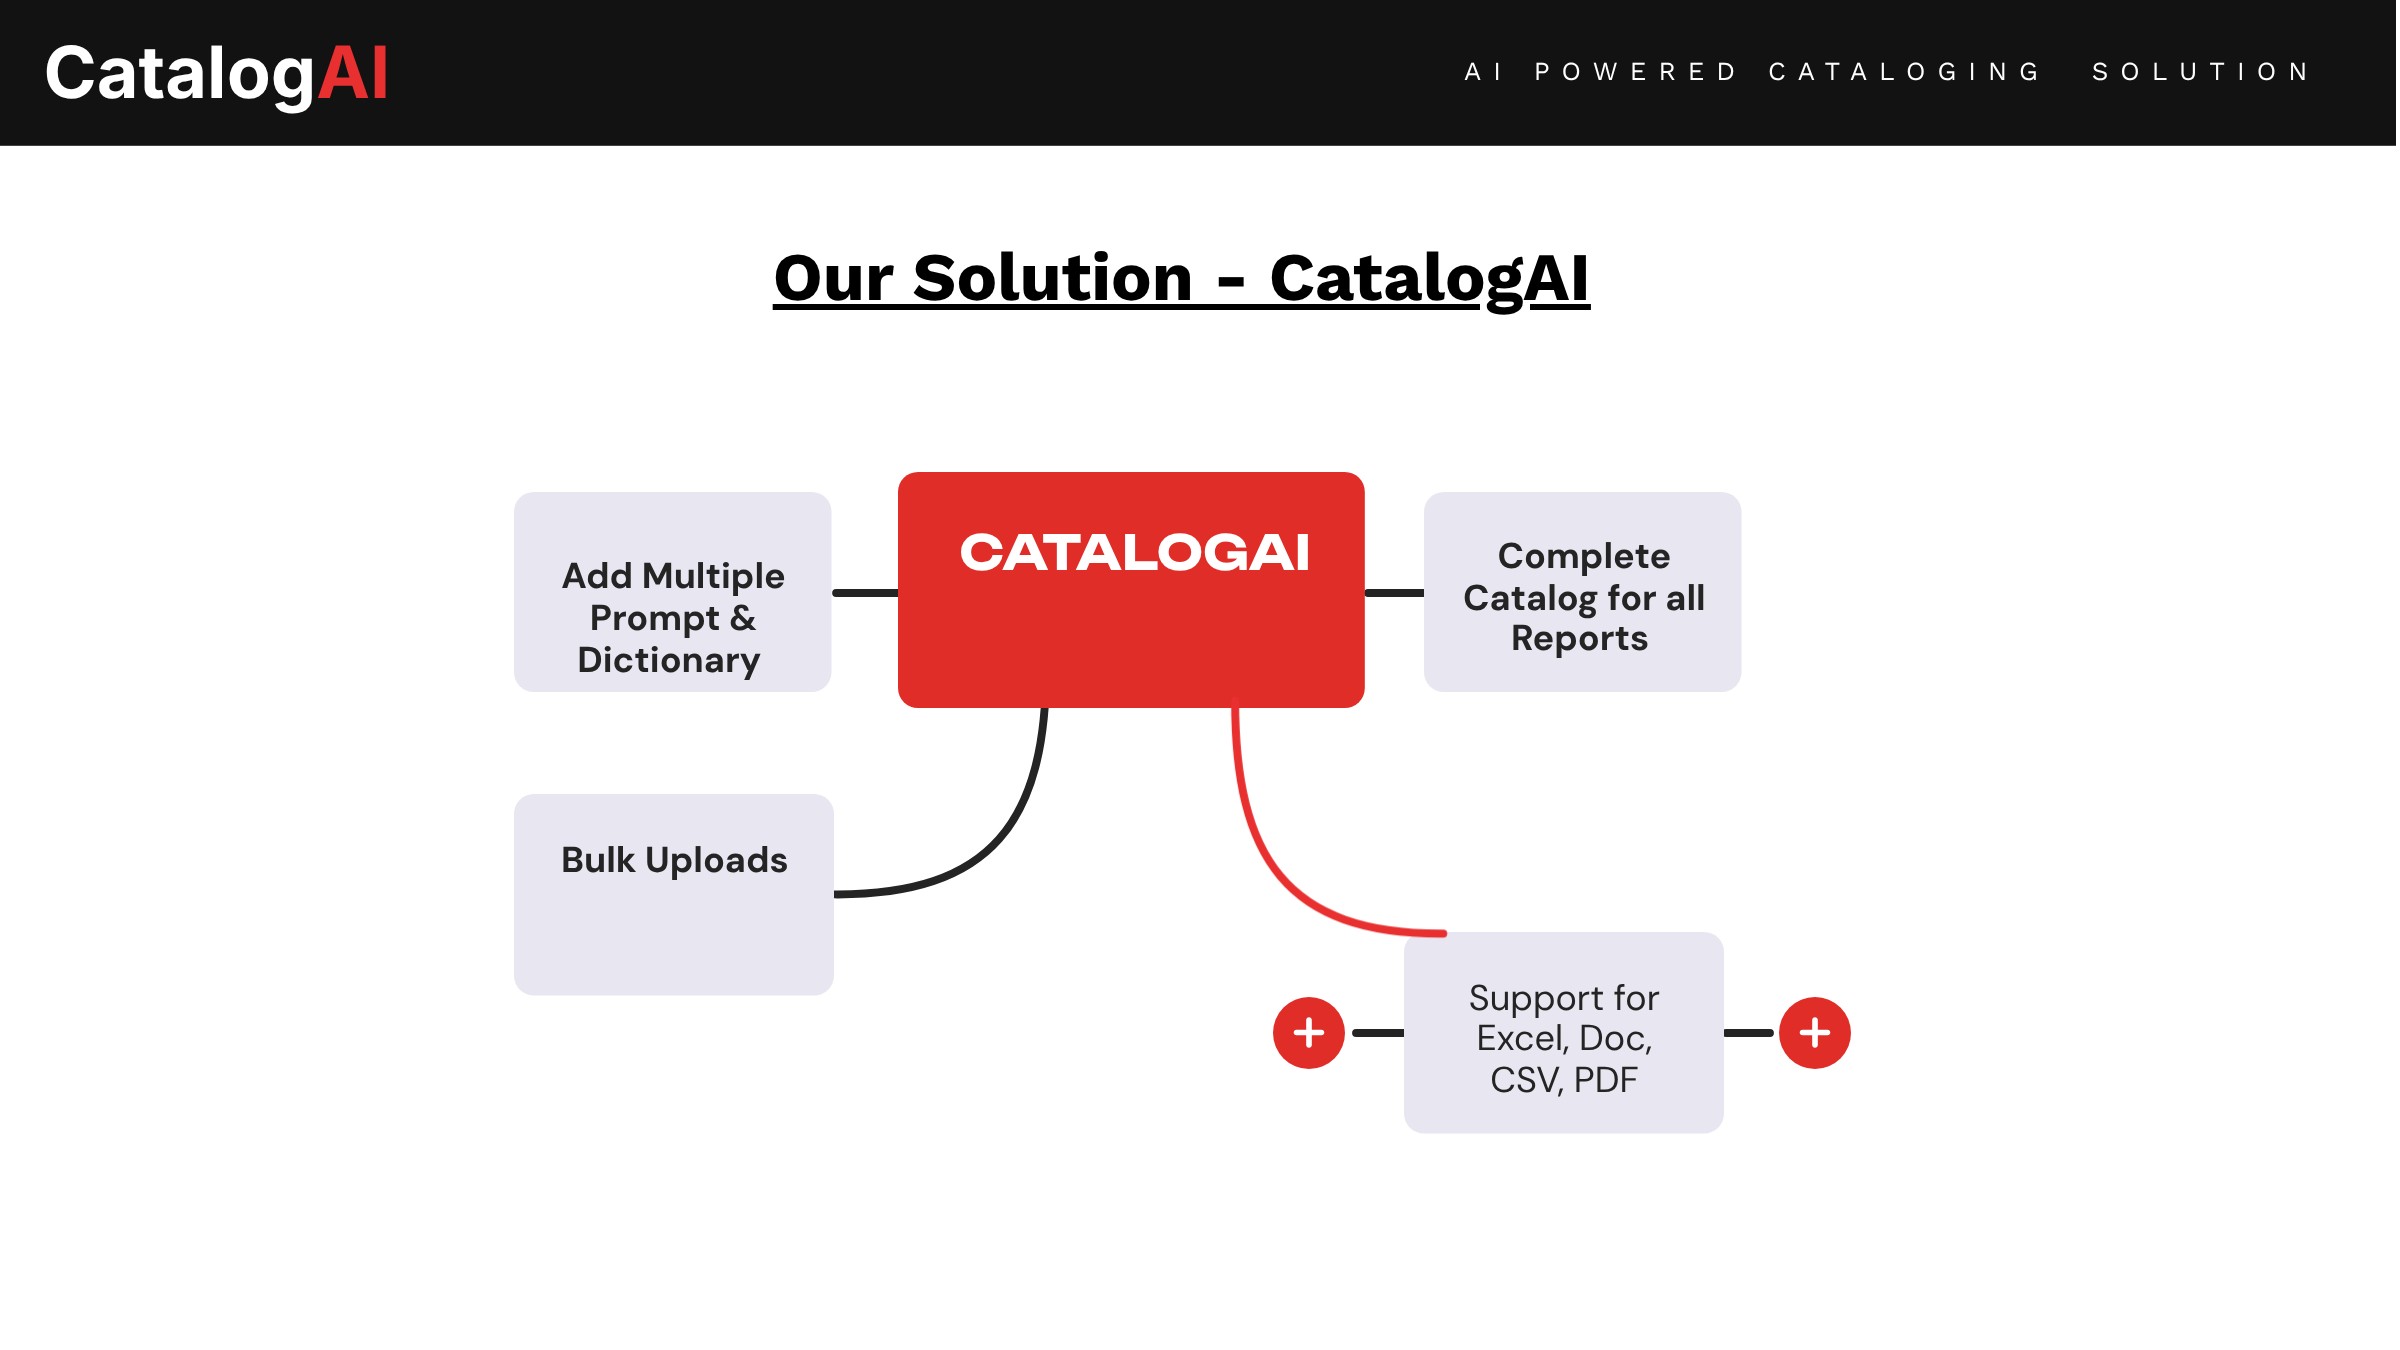 CatalogAI
AI POWERED CATALOGING SOLUTION
Our Solution - CatalogAI
Add Multiple
Prompt &
Dictionary
CATALOGAI
Complete
Catalog for all
Reports
Bulk Uploads
Support for
Excel, Doc,
CSV, PDF